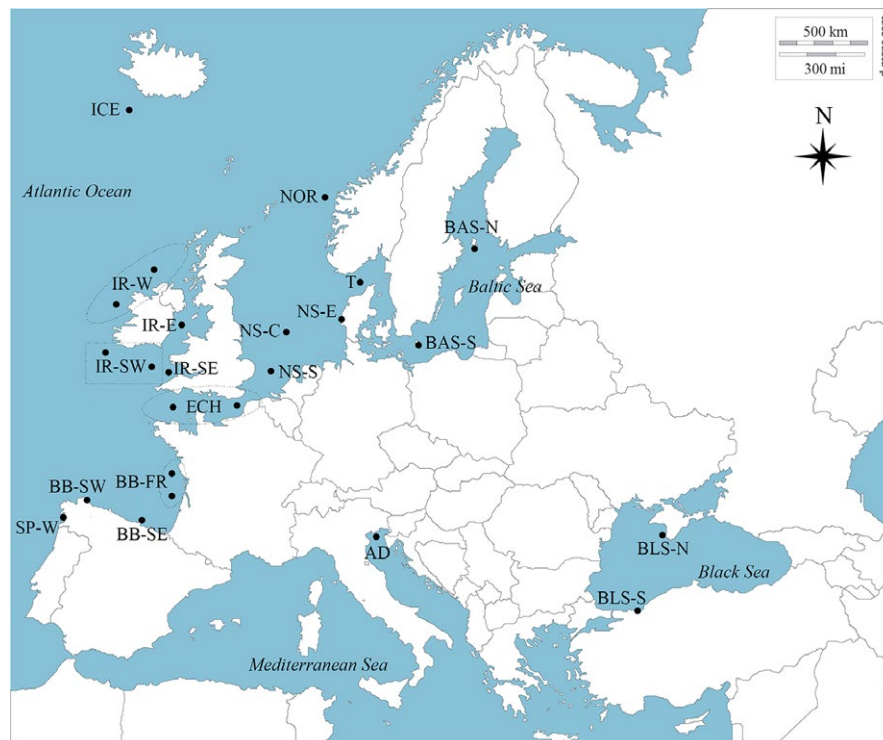 500 km
300 mi
N
ICE
Atlantic Ocean
NOR
BAS-N
IR-W
T
Baltic Sea
NS-E
IR-E
NS-C
BAS-S
IR-SW
IR-SE
NS-S
ECH
BB-FR
BB-SW
SP-W
BB-SE
AD
BLS-N
Black Sea
BLS-S
Mediterranean Sea